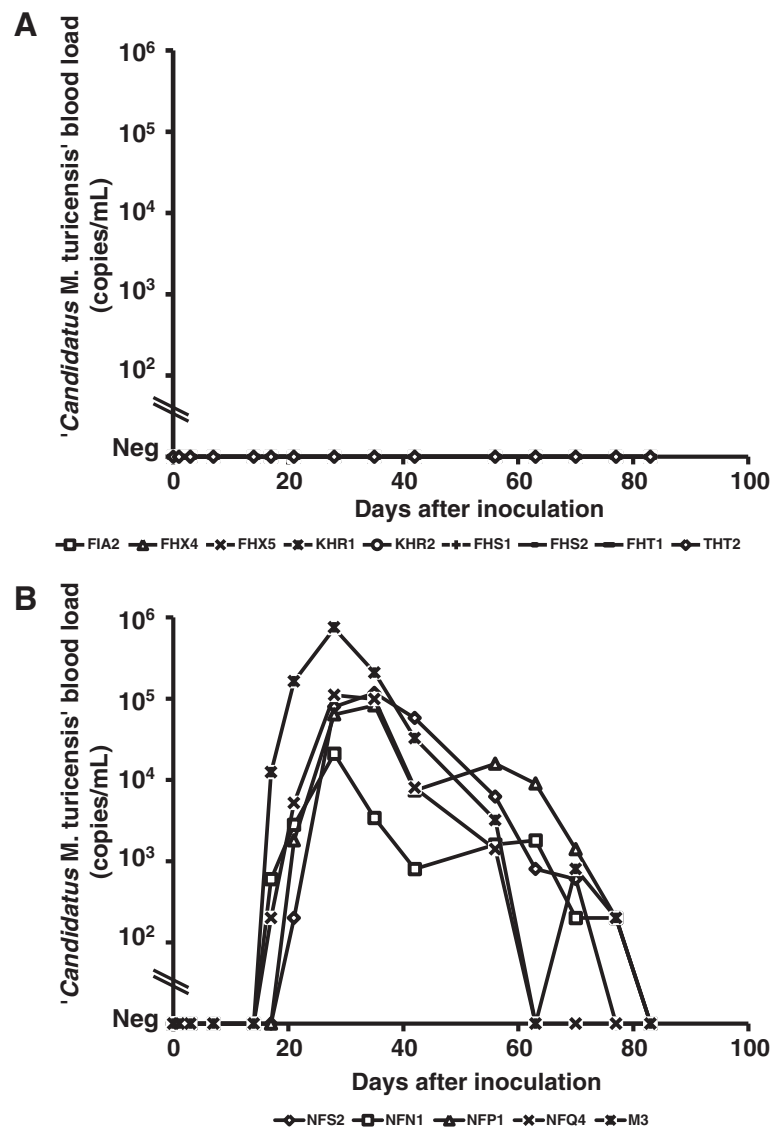 A
'Candidatus M. turicensis' blood load
(copies/mL)
10⁶
10⁵
10⁴
10³
10²
Neg
0 20 40 60 80 100
Days after inoculation
FIA2 FHX4 FHX5 KHR1 KHR2 FHS1 FHS2 FHT1 THT2
B
'Candidatus M. turicensis' blood load
(copies/mL)
10⁶
10⁵
10⁴
10³
10²
Neg
0 20 40 60 80 100
Days after inoculation
NFS2 NFN1 NFP1 NFQ4 M3